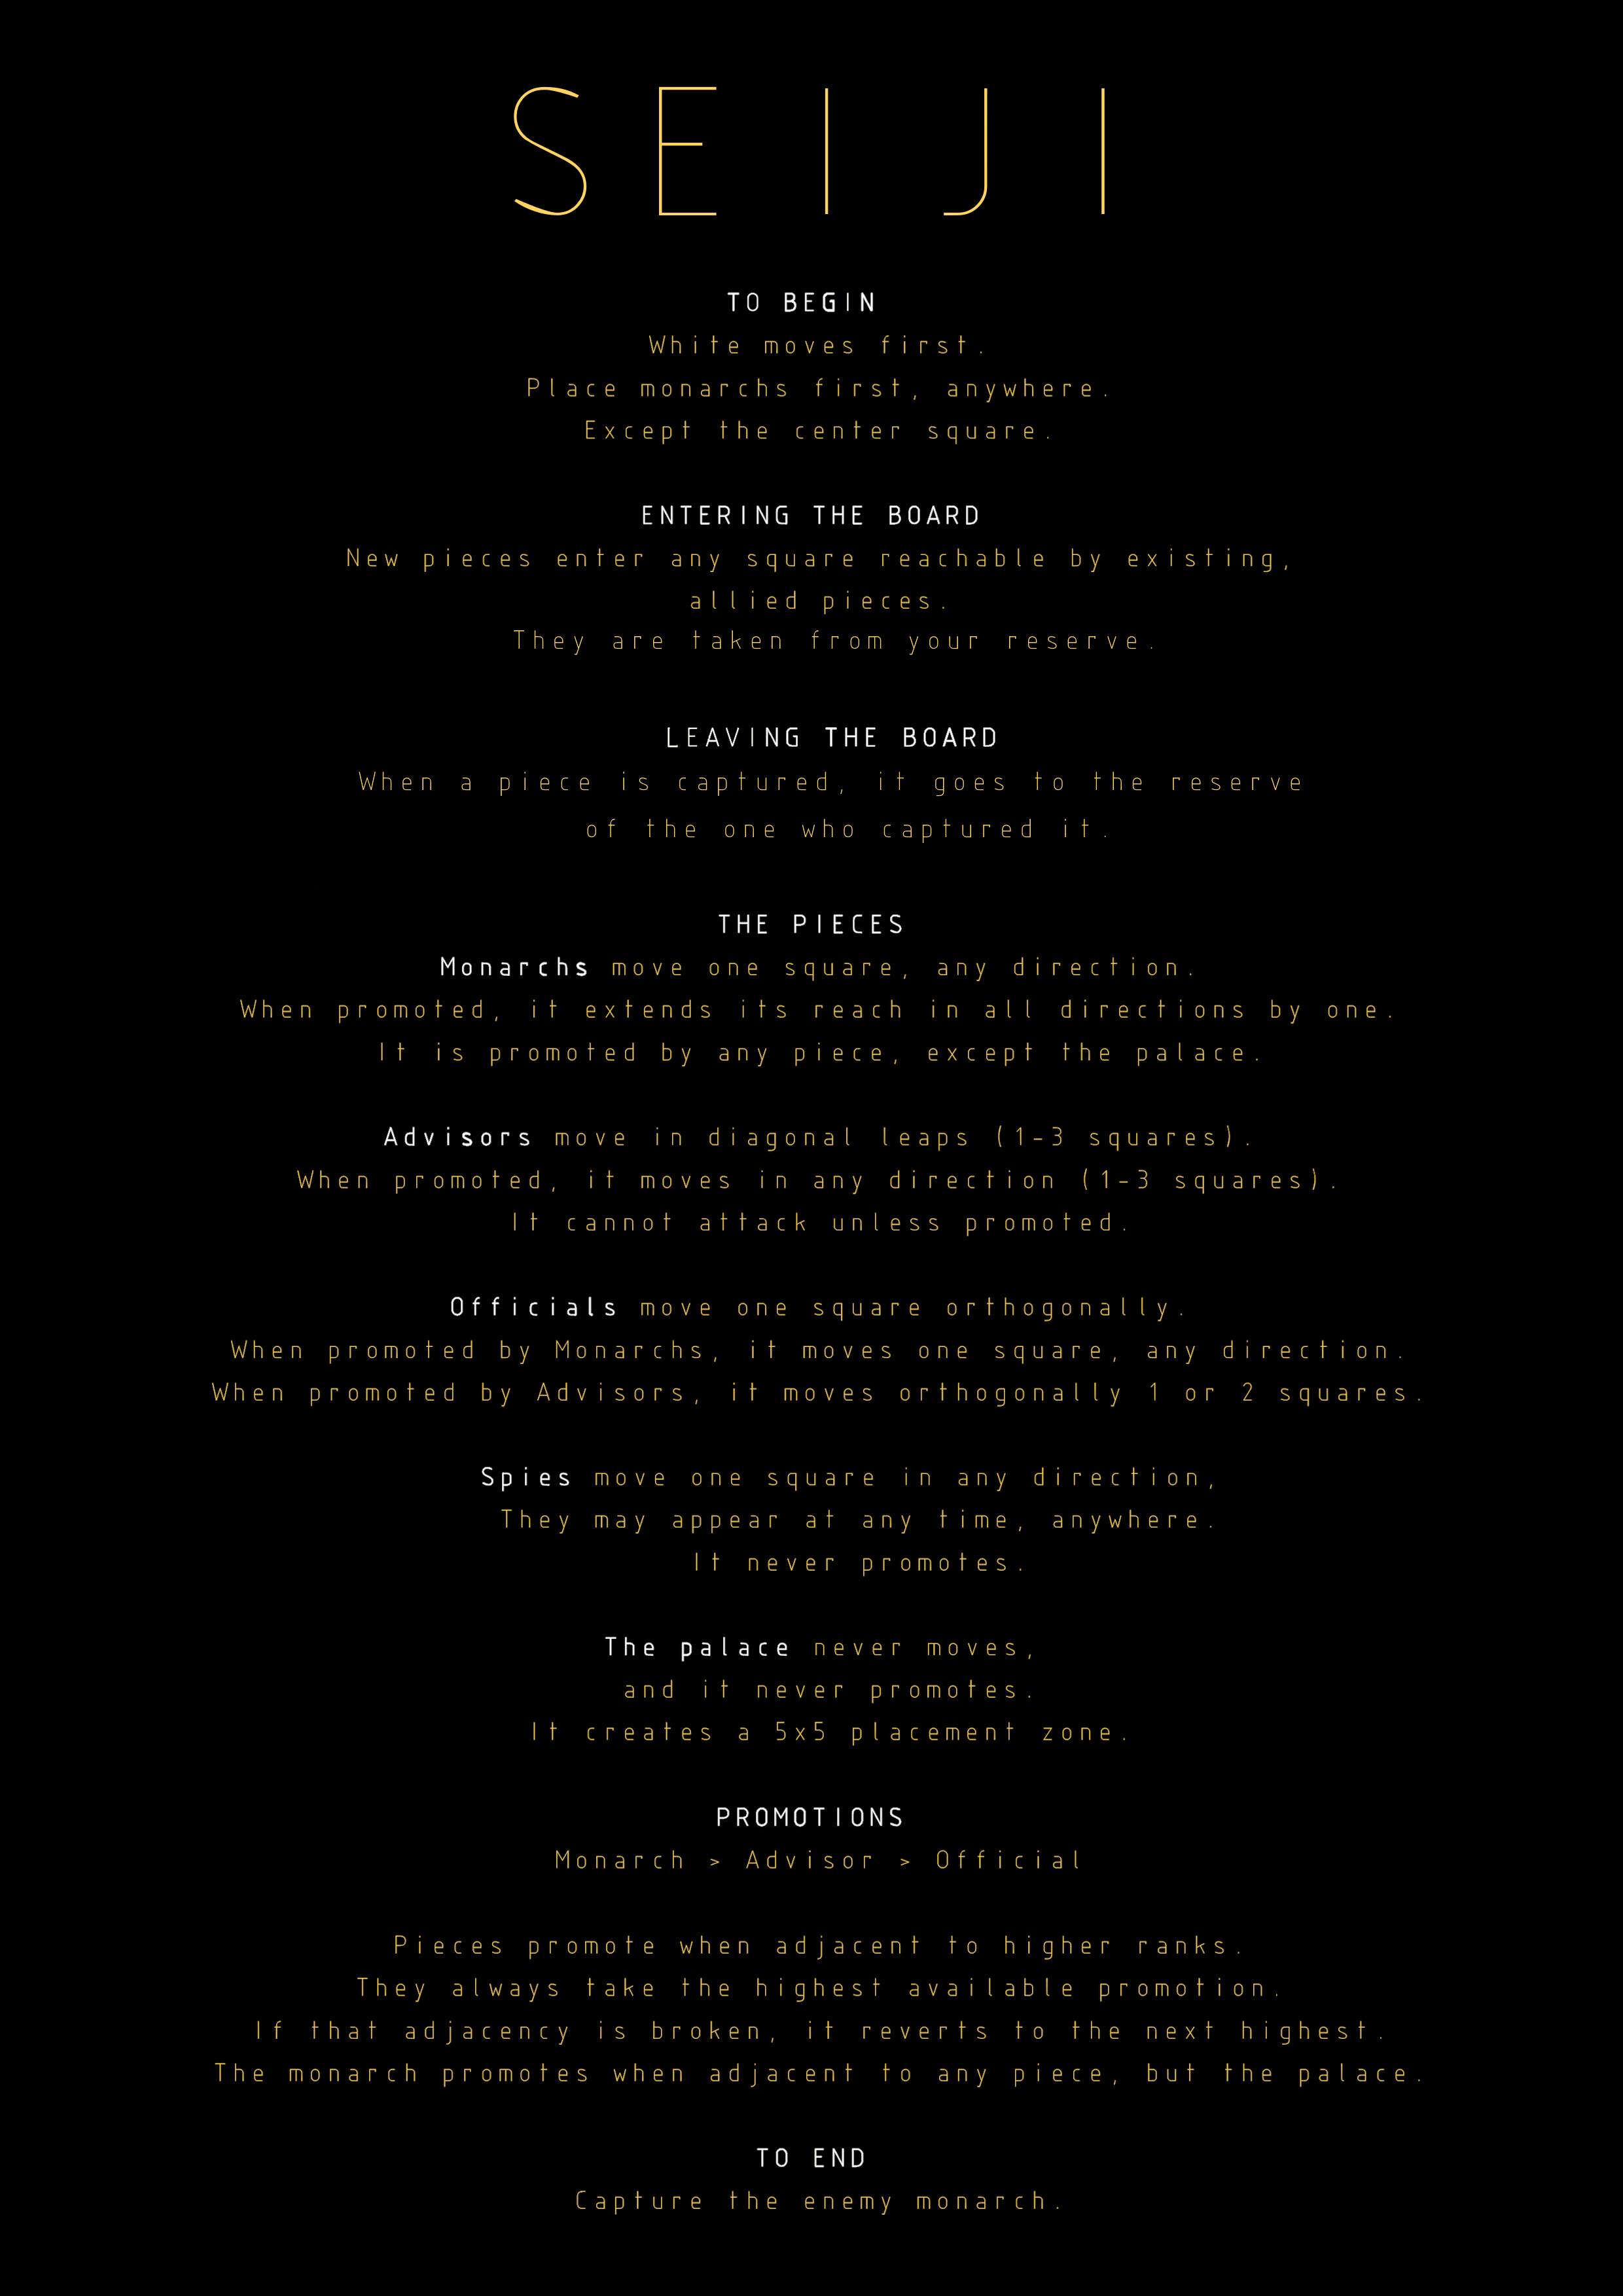 SEIJI
TO BEGIN
White moves first.
Place monarchs first, anywhere.
Except the center square.
ENTERING THE BOARD
New pieces enter any square reachable by existing,
allied pieces.
They are taken from your reserve.
LEAVING THE BOARD
When a piece is captured, it goes to the reserve
of the one who captured it.
THE PIECES
Monarchs move one square, any direction.
When promoted, it extends its reach in all directions by one.
It is promoted by any piece, except the palace.
Advisors move in diagonal leaps (1-3 squares).
When promoted, it moves in any direction (1-3 squares).
It cannot attack unless promoted.
Officials move one square orthogonally.
When promoted by Monarchs, it moves one square, any direction.
When promoted by Advisors, it moves orthogonally 1 or 2 squares.
Spies move one square in any direction,
They may appear at any time, anywhere.
It never promotes.
The palace never moves,
and it never promotes.
It creates a 5x5 placement zone.
PROMOTIONS
Monarch > Advisor > Official
Pieces promote when adjacent to higher ranks.
They always take the highest available promotion.
If that adjacency is broken, it reverts to the next highest.
The monarch promotes when adjacent to any piece, but the palace.
TO END
Capture the enemy monarch.